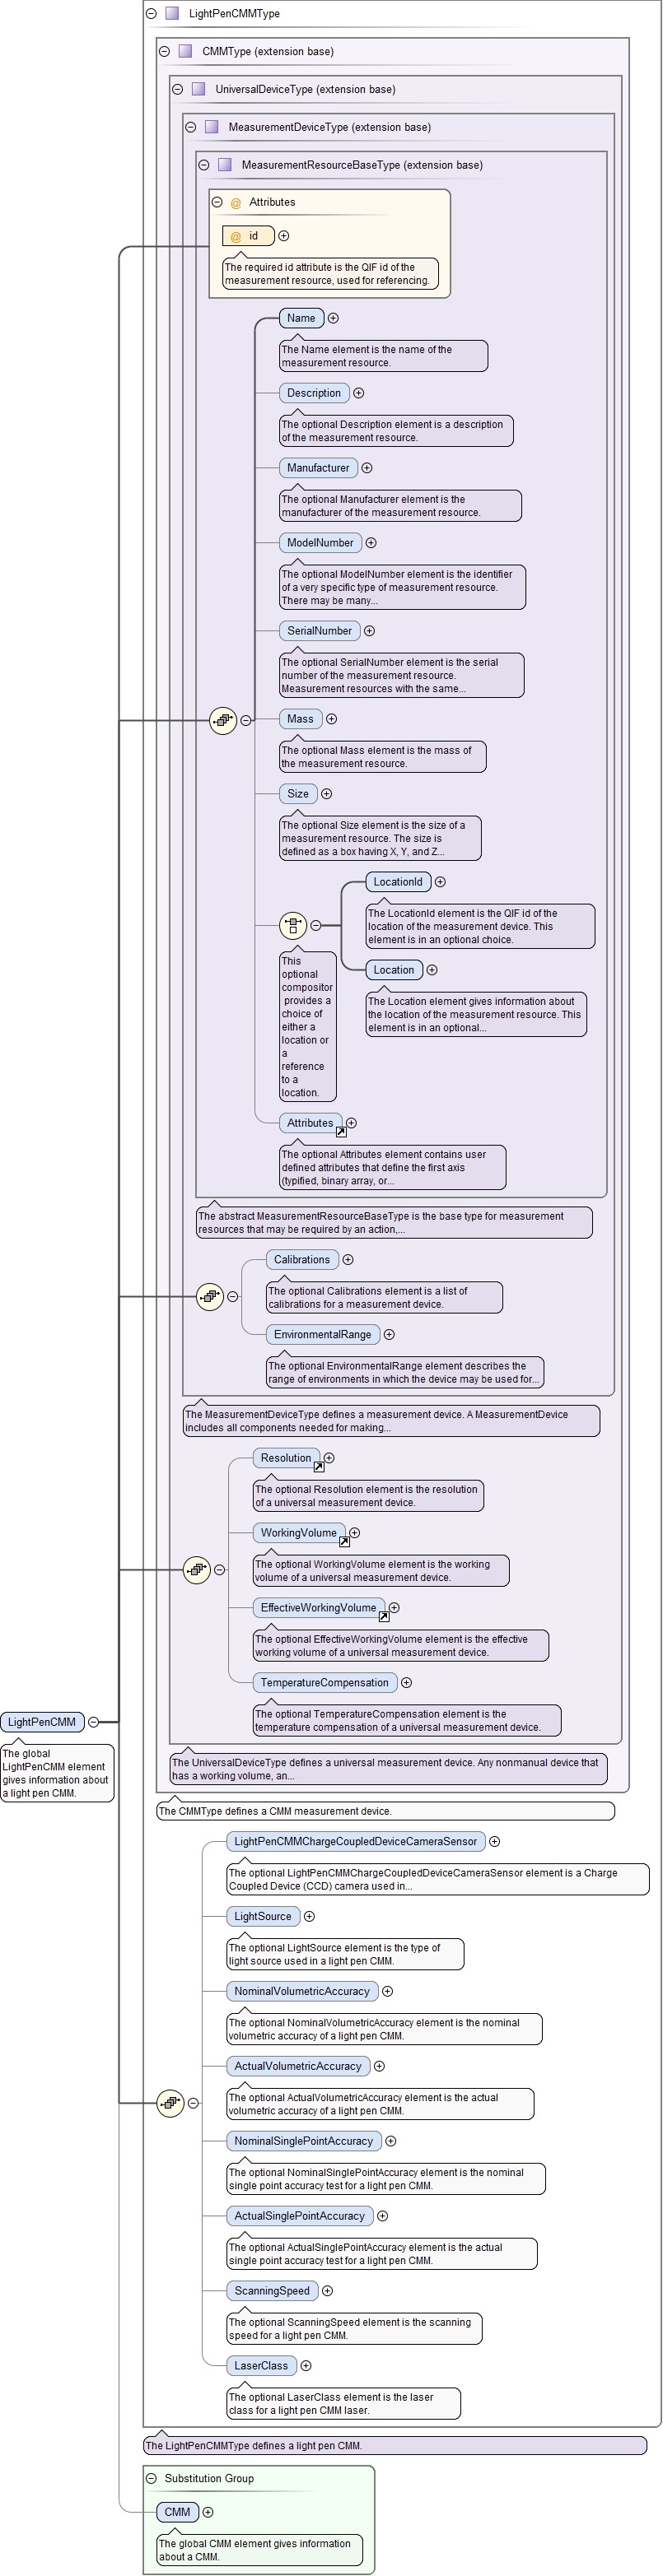 LightPenCMMType
CMMType (extension base)
UniversalDeviceType (extension base)
MeasurementDeviceType (extension base)
MeasurementResourceBaseType (extension base)
@ Attributes
@ id
The required id attribute is the QIF id of the
measurement resource, used for referencing.
Name
The Name element is the name of the
measurement resource.
Description
The optional Description element is a description
of the measurement resource.
Manufacturer
The optional Manufacturer element is the
manufacturer of the measurement resource.
ModelNumber
The optional ModelNumber element is the identifier
of a very specific type of measurement resource.
There may be many...
SerialNumber
The optional SerialNumber element is the serial
number of the measurement resource.
Measurement resources with the same...
Mass
The optional Mass element is the mass of
the measurement resource.
Size
The optional Size element is the size of a
measurement resource. The size is
defined as a box having X, Y, and Z...
LocationId
The LocationId element is the QIF id of the
location of the measurement device. This
element is in an optional choice.
Location
The Location element gives information about
the location of the measurement resource. This
element is in an optional...
This
optional
compositor
provides a
choice of
either a
location or
a
reference
to a
location.
Attributes
The optional Attributes element contains user
defined attributes that define the first axis
(typified, binary array, or...
The abstract MeasurementResourceBaseType is the base type for measurement
resources that may be required by an action,...
Calibrations
The optional Calibrations element is a list of
calibrations for a measurement device.
EnvironmentalRange
The optional EnvironmentalRange element describes the
range of environments in which the device may be used for...
The MeasurementDeviceType defines a measurement device. A MeasurementDevice
includes all components needed for making...
Resolution
The optional Resolution element is the resolution
of a universal measurement device.
WorkingVolume
The optional WorkingVolume element is the working
volume of a universal measurement device.
EffectiveWorkingVolume
The optional EffectiveWorkingVolume element is the effective
working volume of a universal measurement device.
TemperatureCompensation
The optional TemperatureCompensation element is the
temperature compensation of a universal measurement device.
LightPenCMM
The global
LightPenCMM element
gives information about
a light pen CMM.
The UniversalDeviceType defines a universal measurement device. Any nonmanual device that
has a working volume, an...
The CMMType defines a CMM measurement device.
LightPenCMMChargeCoupledDeviceCameraSensor
The optional LightPenCMMChargeCoupledDeviceCameraSensor element is a Charge
Coupled Device (CCD) camera used in...
LightSource
The optional LightSource element is the type of
light source used in a light pen CMM.
NominalVolumetricAccuracy
The optional NominalVolumetricAccuracy element is the nominal
volumetric accuracy of a light pen CMM.
ActualVolumetricAccuracy
The optional ActualVolumetricAccuracy element is the actual
volumetric accuracy of a light pen CMM.
NominalSinglePointAccuracy
The optional NominalSinglePointAccuracy element is the nominal
single point accuracy test for a light pen CMM.
ActualSinglePointAccuracy
The optional ActualSinglePointAccuracy element is the actual
single point accuracy test for a light pen CMM.
ScanningSpeed
The optional ScanningSpeed element is the scanning
speed for a light pen CMM.
LaserClass
The optional LaserClass element is the laser
class for a light pen CMM laser.
The LightPenCMMType defines a light pen CMM.
Substitution Group
CMM
The global CMM element gives information
about a CMM.